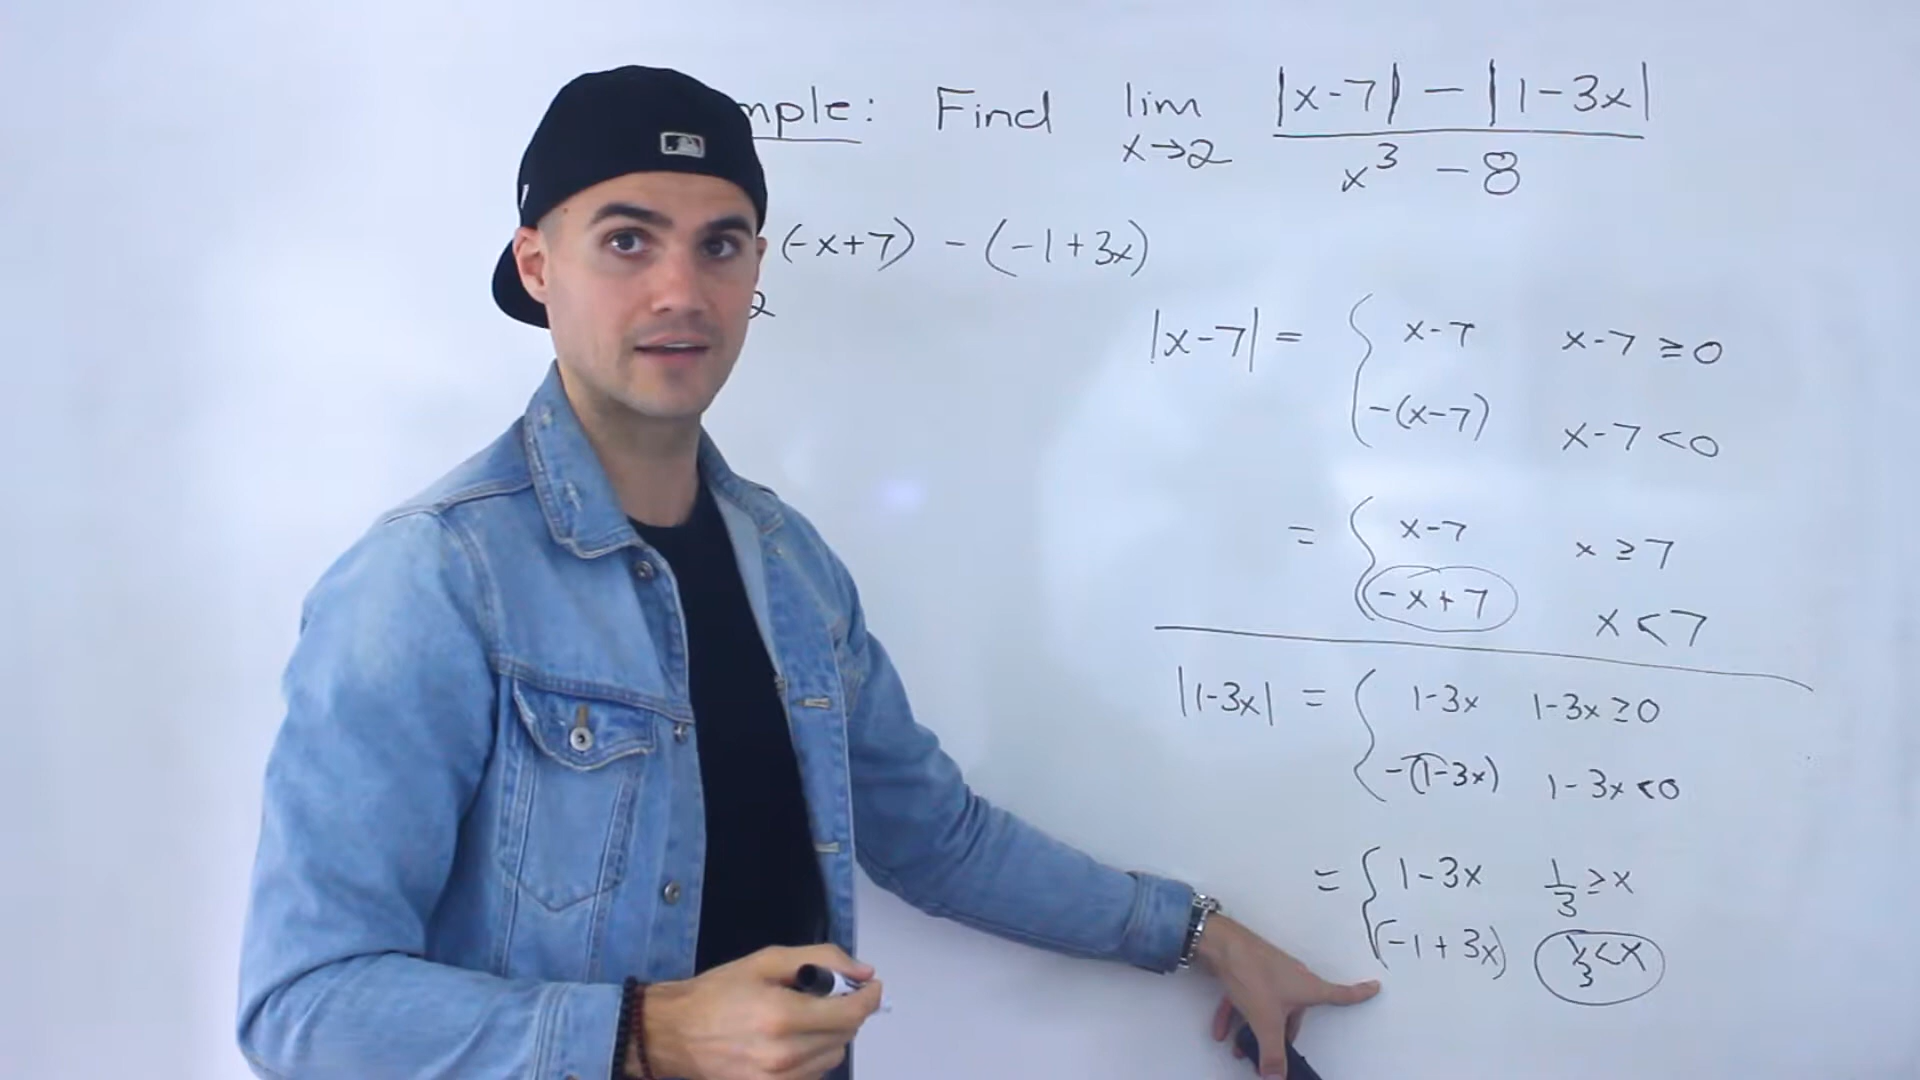 mple: Find lim x→2 |x-7| - |1-3x| / x³ - 8
(-x+7) - (-1+3x)
2
|x-7| = { x-7 x-7 ≥ 0
-(x-7) x-7 < 0
= { x-7 x ≥ 7
-x+7 x < 7
|1-3x| = { 1-3x 1-3x ≥ 0
-(1-3x) 1-3x < 0
= { 1-3x 1/3 ≥ x
(-1+3x) 1/3 < x